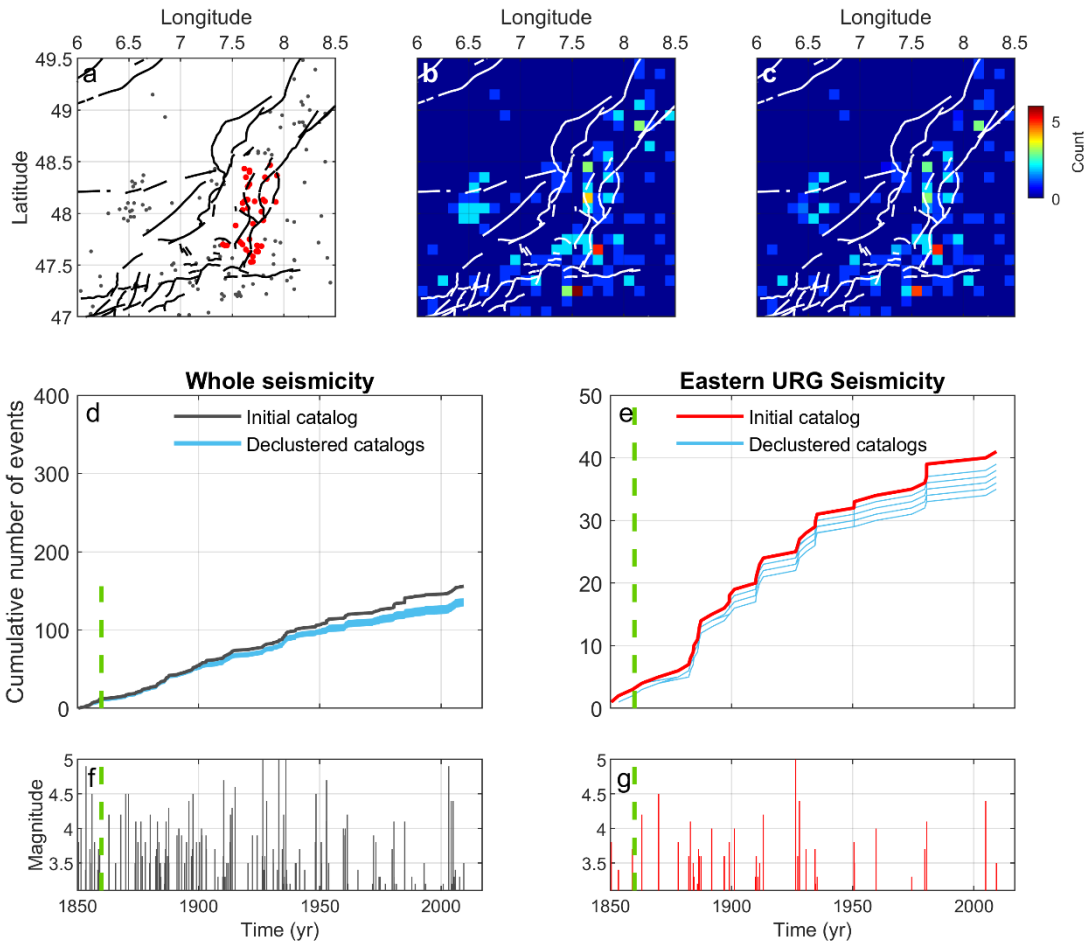 Longitude Longitude Longitude
6 6.5 7 7.5 8 8.5 6 6.5 7 7.5 8 8.5 6 6.5 7 7.5 8 8.5
49.5
a b c
49
48.5
48
47.5
47
Latitude
5
0
Count
Whole seismicity Eastern URG Seismicity
400
300
200
100
0
Cumulative number of events
d
Initial catalog
Declustered catalogs
1900 1950 2000
50
40
30
20
10
0
e
Initial catalog
Declustered catalogs
1900 1950 2000
5
4.5
4
3.5
Magnitude
f
1850 1900 1950 2000
Time (yr)
5
4.5
4
3.5
g
1850 1900 1950 2000
Time (yr)